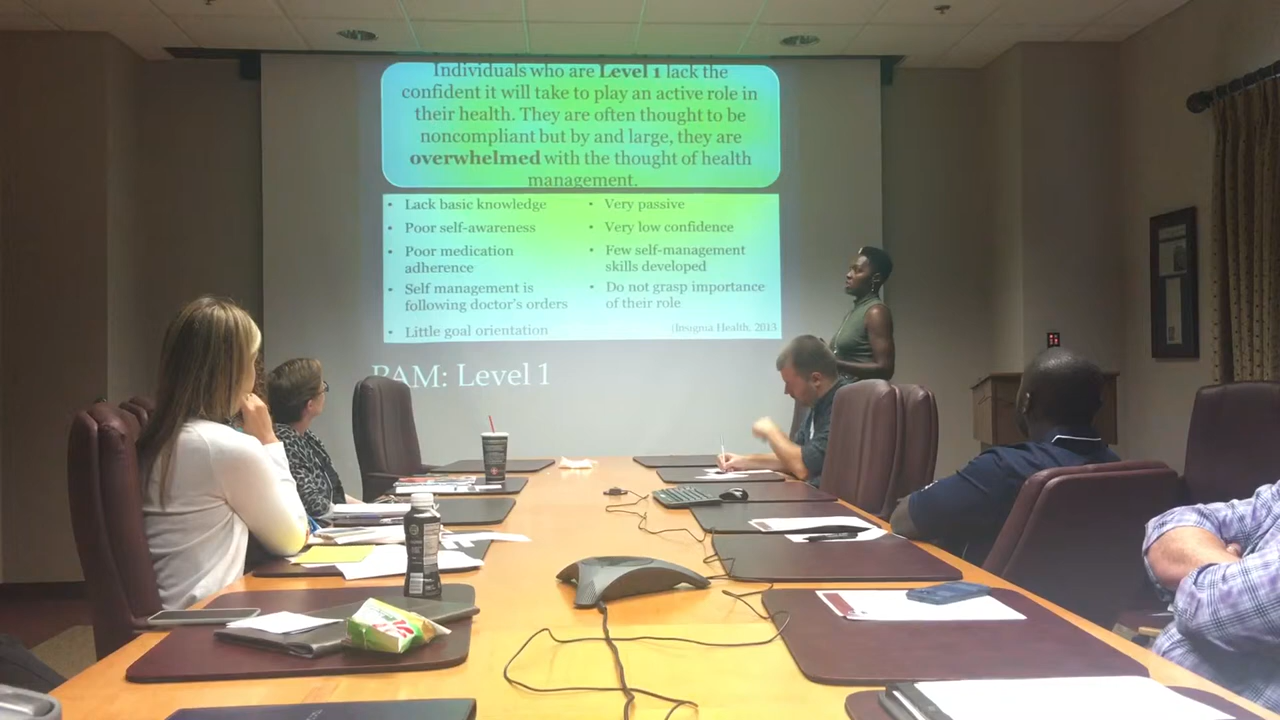 Individuals who are Level 1 lack the
confident it will take to play an active role in
their health. They are often thought to be
noncompliant but by and large, they are
overwhelmed with the thought of health
management.
• Lack basic knowledge
• Poor self-awareness
• Poor medication
adherence
• Self management is
following doctor's orders
• Little goal orientation
• Very passive
• Very low confidence
• Few self-management
skills developed
• Do not grasp importance
of their role
(Insignia Health, 2013
PAM: Level 1